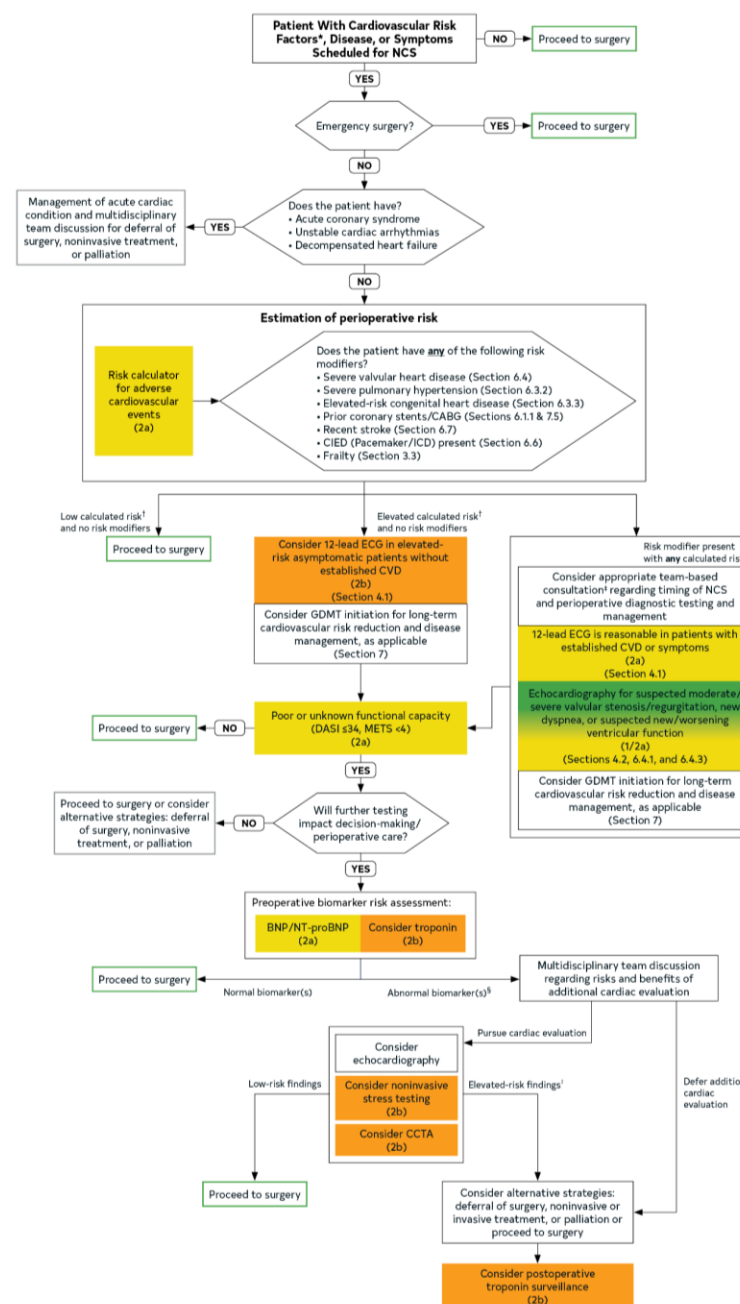 Patient With Cardiovascular Risk
Factors*, Disease, or Symptoms
Scheduled for NCS
NO
Proceed to surgery
YES
Emergency surgery?
YES
Proceed to surgery
NO
Management of acute cardiac
condition and multidisciplinary
team discussion for deferral of
surgery, noninvasive treatment,
or palliation
YES
Does the patient have?
• Acute coronary syndrome
• Unstable cardiac arrhythmias
• Decompensated heart failure
NO
Estimation of perioperative risk
Risk calculator
for adverse
cardiovascular
events
(2a)
Does the patient have any of the following risk
modifiers?
• Severe valvular heart disease (Section 6.4)
• Severe pulmonary hypertension (Section 6.3.2)
• Elevated-risk congenital heart disease (Section 6.3.3)
• Prior coronary stents/CABG (Sections 6.1.1 & 7.5)
• Recent stroke (Section 6.7)
• CIED (Pacemaker/ICD) present (Section 6.6)
• Frailty (Section 3.3)
Low calculated risk†
and no risk modifiers
Proceed to surgery
Elevated calculated risk†
and no risk modifiers
Consider 12-lead ECG in elevated-
risk asymptomatic patients without
established CVD
(2b)
(Section 4.1)
Consider GDMT initiation for long-term
cardiovascular risk reduction and disease
management, as applicable
(Section 7)
Risk modifier present
with any calculated ris
Consider appropriate team-based
consultation‡ regarding timing of NCS
and perioperative diagnostic testing and
management
12-lead ECG is reasonable in patients with
established CVD or symptoms
(2a)
(Section 4.1)
Echocardiography for suspected moderate/
severe valvular stenosis/regurgitation, new
dyspnea, or suspected new/worsening
ventricular function
(1/2a)
(Sections 4.2, 6.4.1, and 6.4.3)
Consider GDMT initiation for long-term
cardiovascular risk reduction and disease
management, as applicable
(Section 7)
Proceed to surgery
NO
Poor or unknown functional capacity
(DASI ≤34, METS <4)
(2a)
YES
Proceed to surgery or consider
alternative strategies: deferral
of surgery, noninvasive
treatment, or palliation
NO
Will further testing
impact decision-making/
perioperative care?
YES
Preoperative biomarker risk assessment:
BNP/NT-proBNP
(2a)
Consider troponin
(2b)
Proceed to surgery
Normal biomarker(s)
Abnormal biomarker(s)§
Multidisciplinary team discussion
regarding risks and benefits of
additional cardiac evaluation
Pursue cardiac evaluation
Consider
echocardiography
Consider noninvasive
stress testing
(2b)
Consider CCTA
(2b)
Low-risk findings
Elevated-risk findings
Defer additio
cardiac
evaluation
Proceed to surgery
Consider alternative strategies:
deferral of surgery, noninvasive or
invasive treatment, or palliation or
proceed to surgery
Consider postoperative
troponin surveillance
(2b)